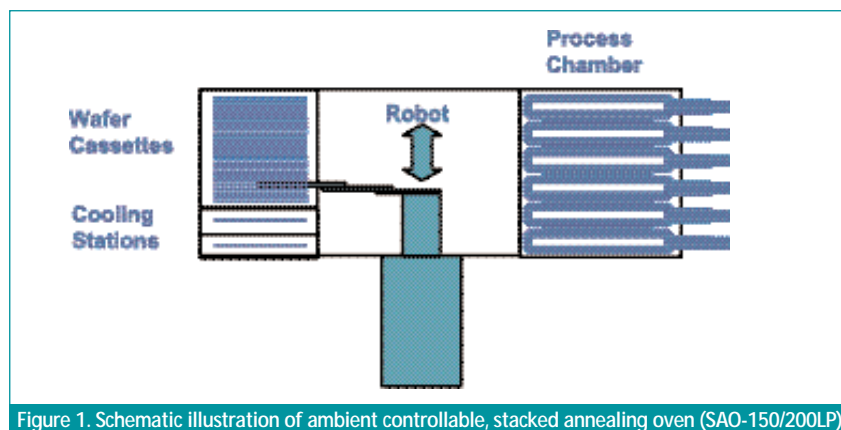 Process
Chamber
Wafer
Cassettes
Robot
Cooling
Stations
Figure 1. Schematic illustration of ambient controllable, stacked annealing oven (SAO-150/200LP)